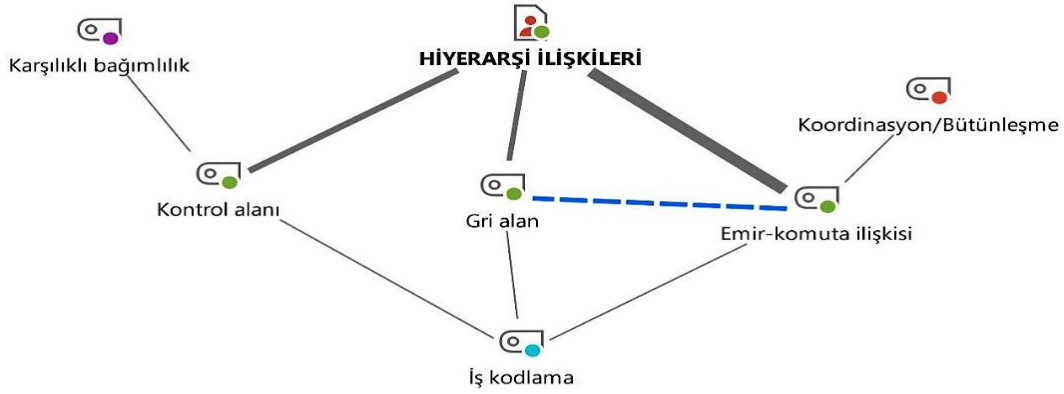 HİYERARŞİ İLİŞKİLERİ
Karşılıklı bağımlılık
Koordinasyon/Bütünleşme
Kontrol alanı
Gri alan
Emir-komuta ilişkisi
İş kodlama